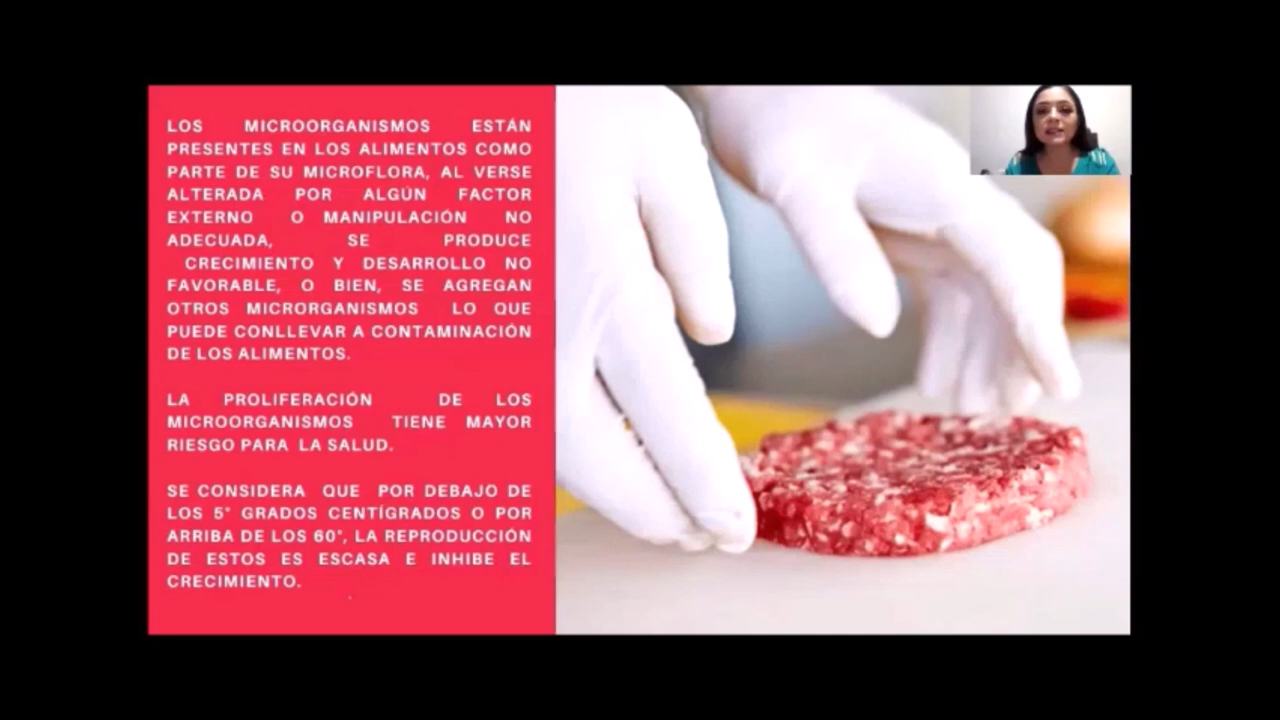 LOS MICROORGANISMOS ESTÁN
PRESENTES EN LOS ALIMENTOS COMO
PARTE DE SU MICROFLORA, AL VERSE
ALTERADA POR ALGÚN FACTOR
EXTERNO O MANIPULACIÓN NO
ADECUADA, SE PRODUCE
CRECIMIENTO Y DESARROLLO NO
FAVORABLE, O BIEN, SE AGREGAN
OTROS MICRORGANISMOS LO QUE
PUEDE CONLLEVAR A CONTAMINACIÓN
DE LOS ALIMENTOS.
LA PROLIFERACIÓN DE LOS
MICROORGANISMOS TIENE MAYOR
RIESGO PARA LA SALUD.
SE CONSIDERA QUE POR DEBAJO DE
LOS 5° GRADOS CENTÍGRADOS O POR
ARRIBA DE LOS 60°, LA REPRODUCCIÓN
DE ESTOS ES ESCASA E INHIBE EL
CRECIMIENTO.